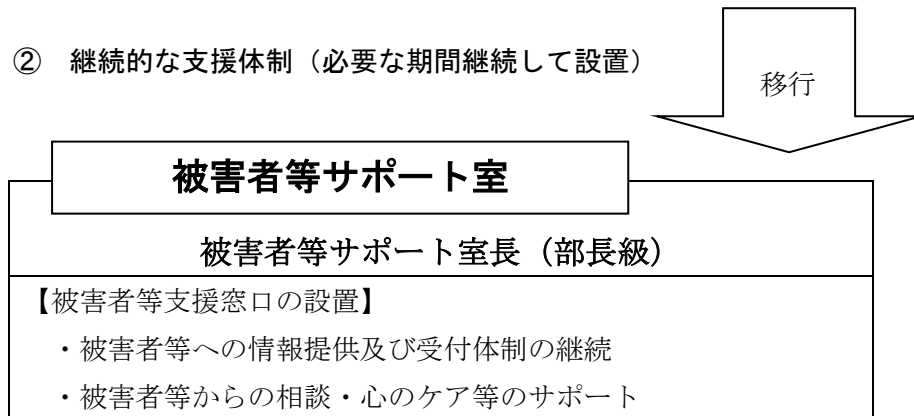 ② 継続的な支援体制（必要な期間継続して設置）
移行
被害者等サポート室
被害者等サポート室長（部長級）
【被害者等支援窓口の設置】
・被害者等への情報提供及び受付体制の継続
・被害者等からの相談・心のケア等のサポート